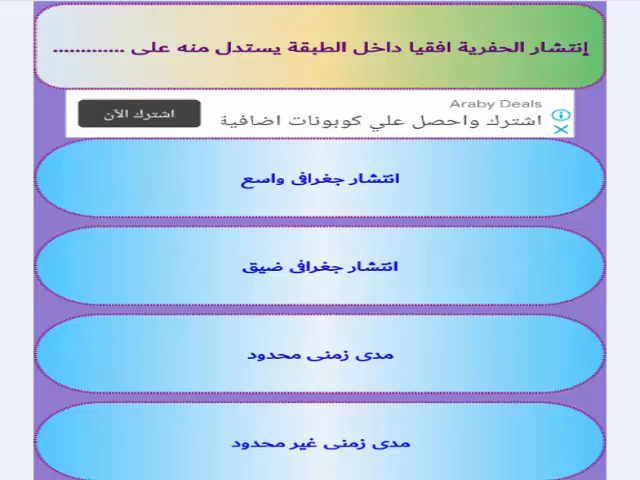 إنتشار الحفرية افقيا داخل الطبقة يستدل منه على .............
Araby Deals
اشترك واحصل علي كوبونات اضافية
اشترك الآن
انتشار جغرافى واسع
انتشار جغرافى ضيق
مدى زمنى محدود
مدى زمنى غير محدود